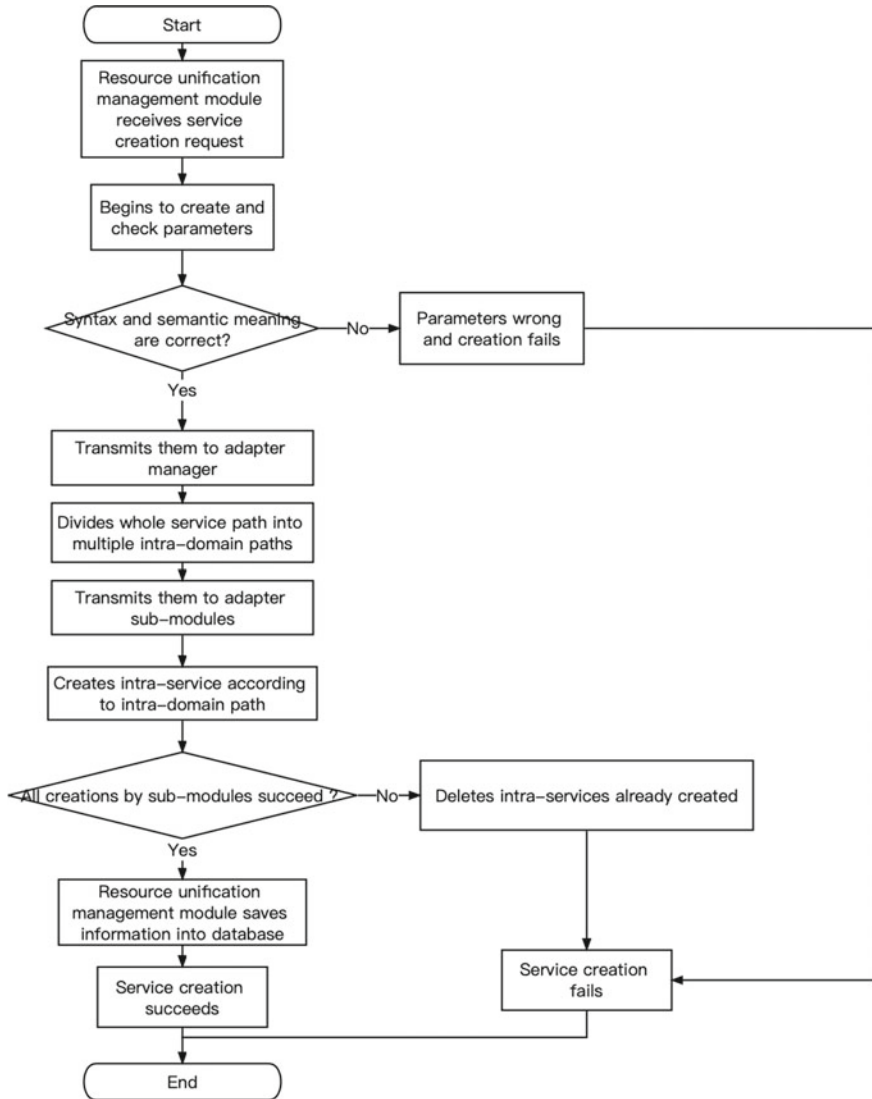 Start
Resource unification
management module
receives service
creation request
Begins to create and
check parameters
Syntax and semantic meaning
are correct?
No
Parameters wrong
and creation fails
Yes
Transmits them to adapter
manager
Divides whole service path into
multiple intra-domain paths
Transmits them to adapter
sub-modules
Creates intra-service according
to intra-domain path
All creations by sub-modules succeed ?
No
Deletes intra-services already created
Yes
Resource unification
management module saves
information into database
Service creation
succeeds
Service creation
fails
End